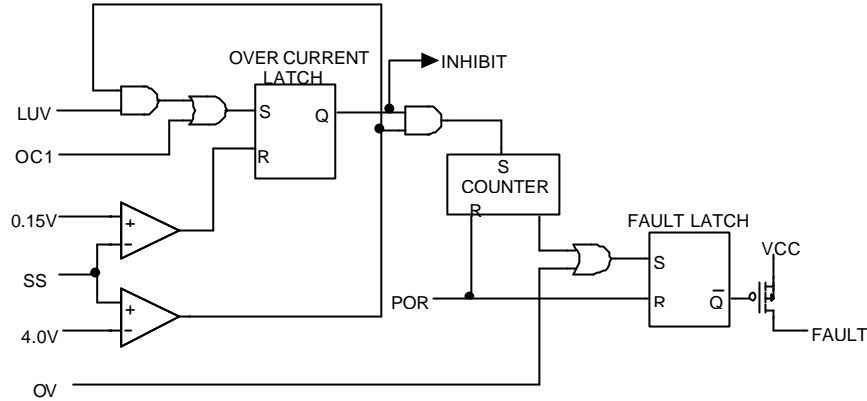 OVER CURRENT
LATCH
INHIBIT
LUV
S
Q
OC1
R
S
COUNTER
R
0.15V
+
−
FAULT LATCH
VCC
SS
S
+
POR
R
Q̅
4.0V
−
FAULT
OV